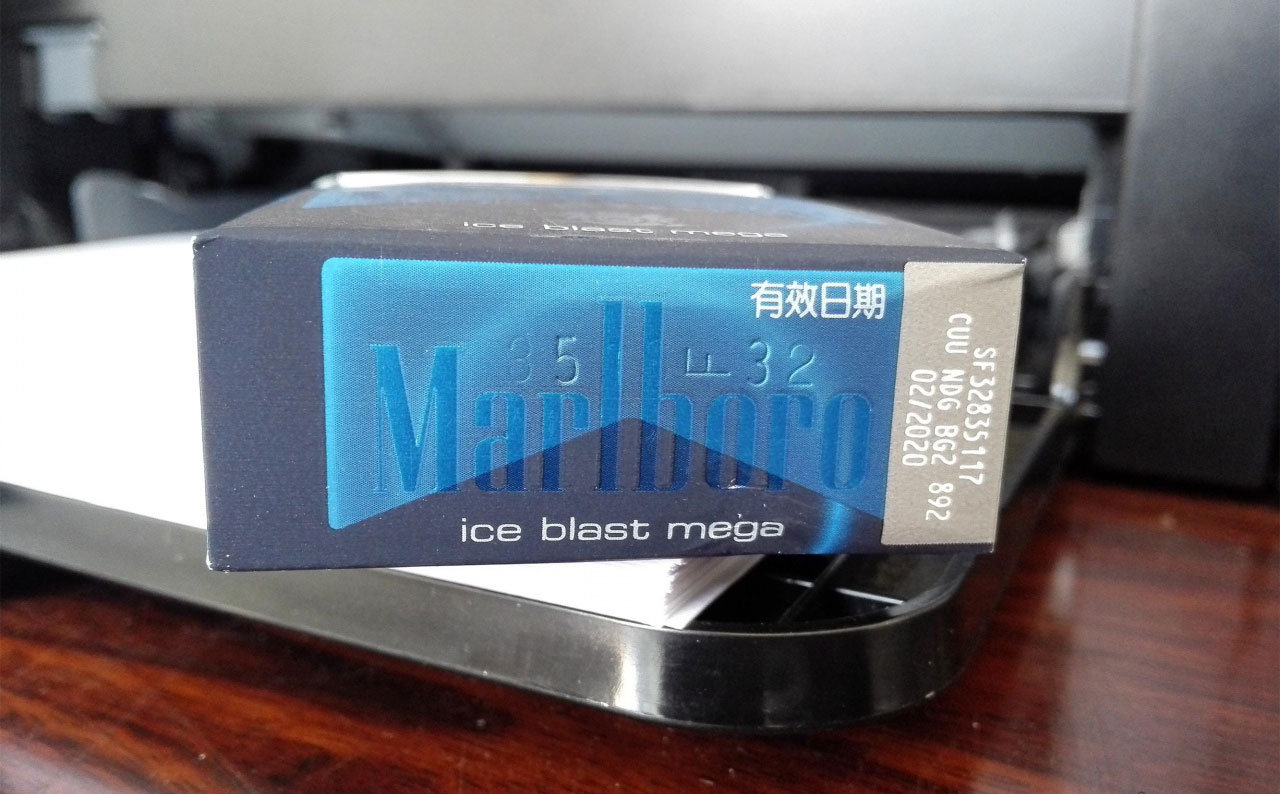 ice blast mega
有效日期
35 F 32
Marlboro
ice blast mega
SF32835117
CUU NDG BG2 892
02/2020